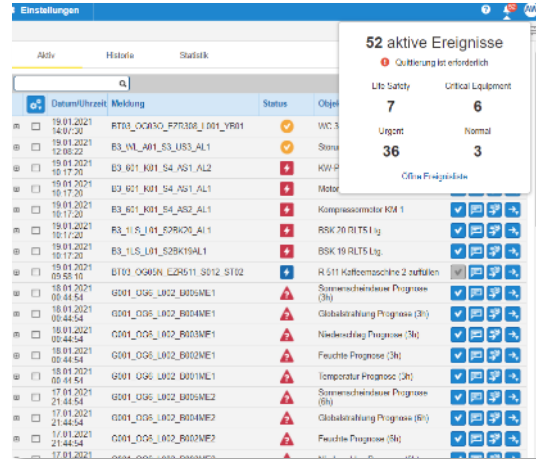 Einstellungen
52 aktive Ereignisse
Quittierung ist erforderlich
Life Safety Critical Equipment
7 6
Urgent Normal
36 3
Öffne Ereignisliste
Aktiv Historie Statistik
Datum/Uhrzeit Meldung Status Objek
19.01.2021
14:07:30
WC 3
19.01.2021
12:08:22 B3_WL_A01_S3_US3_AL1
19.01.2021
10:17:20 B3_601_K01_S4_AS1_AL2 KW-P
19.01.2021
10:17:20 B3_601_K01_S4_AS1_AL1 Motor
19.01.2021
10:17:20 B3_601_K01_S4_AS2_AL1 Kompressormotor KM 1
19.01.2021
10:17:20 B3_1LS_L01_S2BK20_AL1 BSK 20 RLT5 Ltg.
19.01.2021
10:17:20 B3_1LS_L01_S2BK19AL1 BSK 19 RLT5 Ltg.
19.01.2021
09:58:10 BT03_OG05N_EZR511_S012_ST02 R 511 Kaffeemaschine 2 auffüllen
18.01.2021
00:44:54 G001_OG6_L002_B005ME1 Sonnenscheindauer Prognose
(3h)
18.01.2021
00:44:54 G001_OG6_L002_B004ME1 Globalstrahlung Prognose (3h)
18.01.2021
00:44:54 G001_OG6_L002_B003ME1 Niederschlag Prognose (3h)
18.01.2021
00:44:54 G001_OG6_L002_B002ME1 Feuchte Prognose (3h)
18.01.2021
00:44:54 G001_OG6_L002_B001ME1 Temperatur Prognose (3h)
17.01.2021
21:44:54 G001_OG6_L002_B005ME2 Sonnenscheindauer Prognose
(6h)
17.01.2021
21:44:54 G001_OG6_L002_B004ME2 Globalstrahlung Prognose (6h)
17.01.2021
21:44:54 G001_OG6_L002_B002ME2 Feuchte Prognose (6h)
17.01.2021